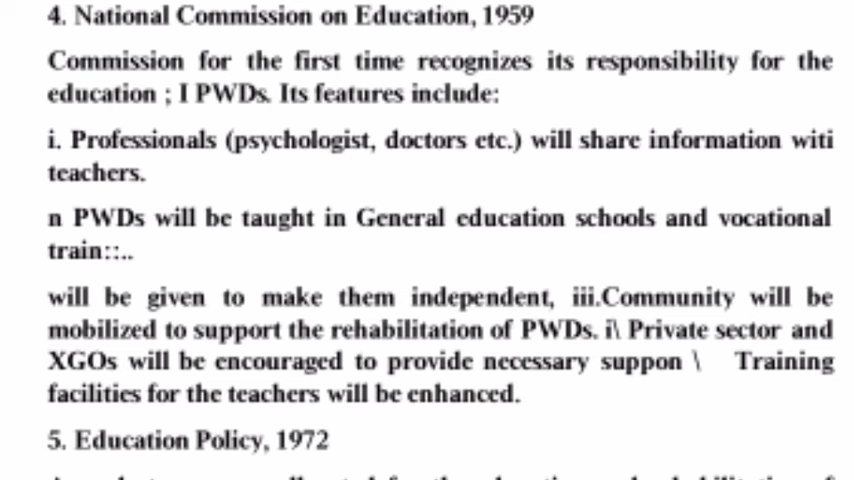 4. National Commission on Education, 1959
Commission for the first time recognizes its responsibility for the
education ; I PWDs. Its features include:
i. Professionals (psychologist, doctors etc.) will share information witi
teachers.
n PWDs will be taught in General education schools and vocational
train::..
will be given to make them independent, iii.Community will be
mobilized to support the rehabilitation of PWDs. i\ Private sector and
XGOs will be encouraged to provide necessary suppon \ Training
facilities for the teachers will be enhanced.
5. Education Policy, 1972